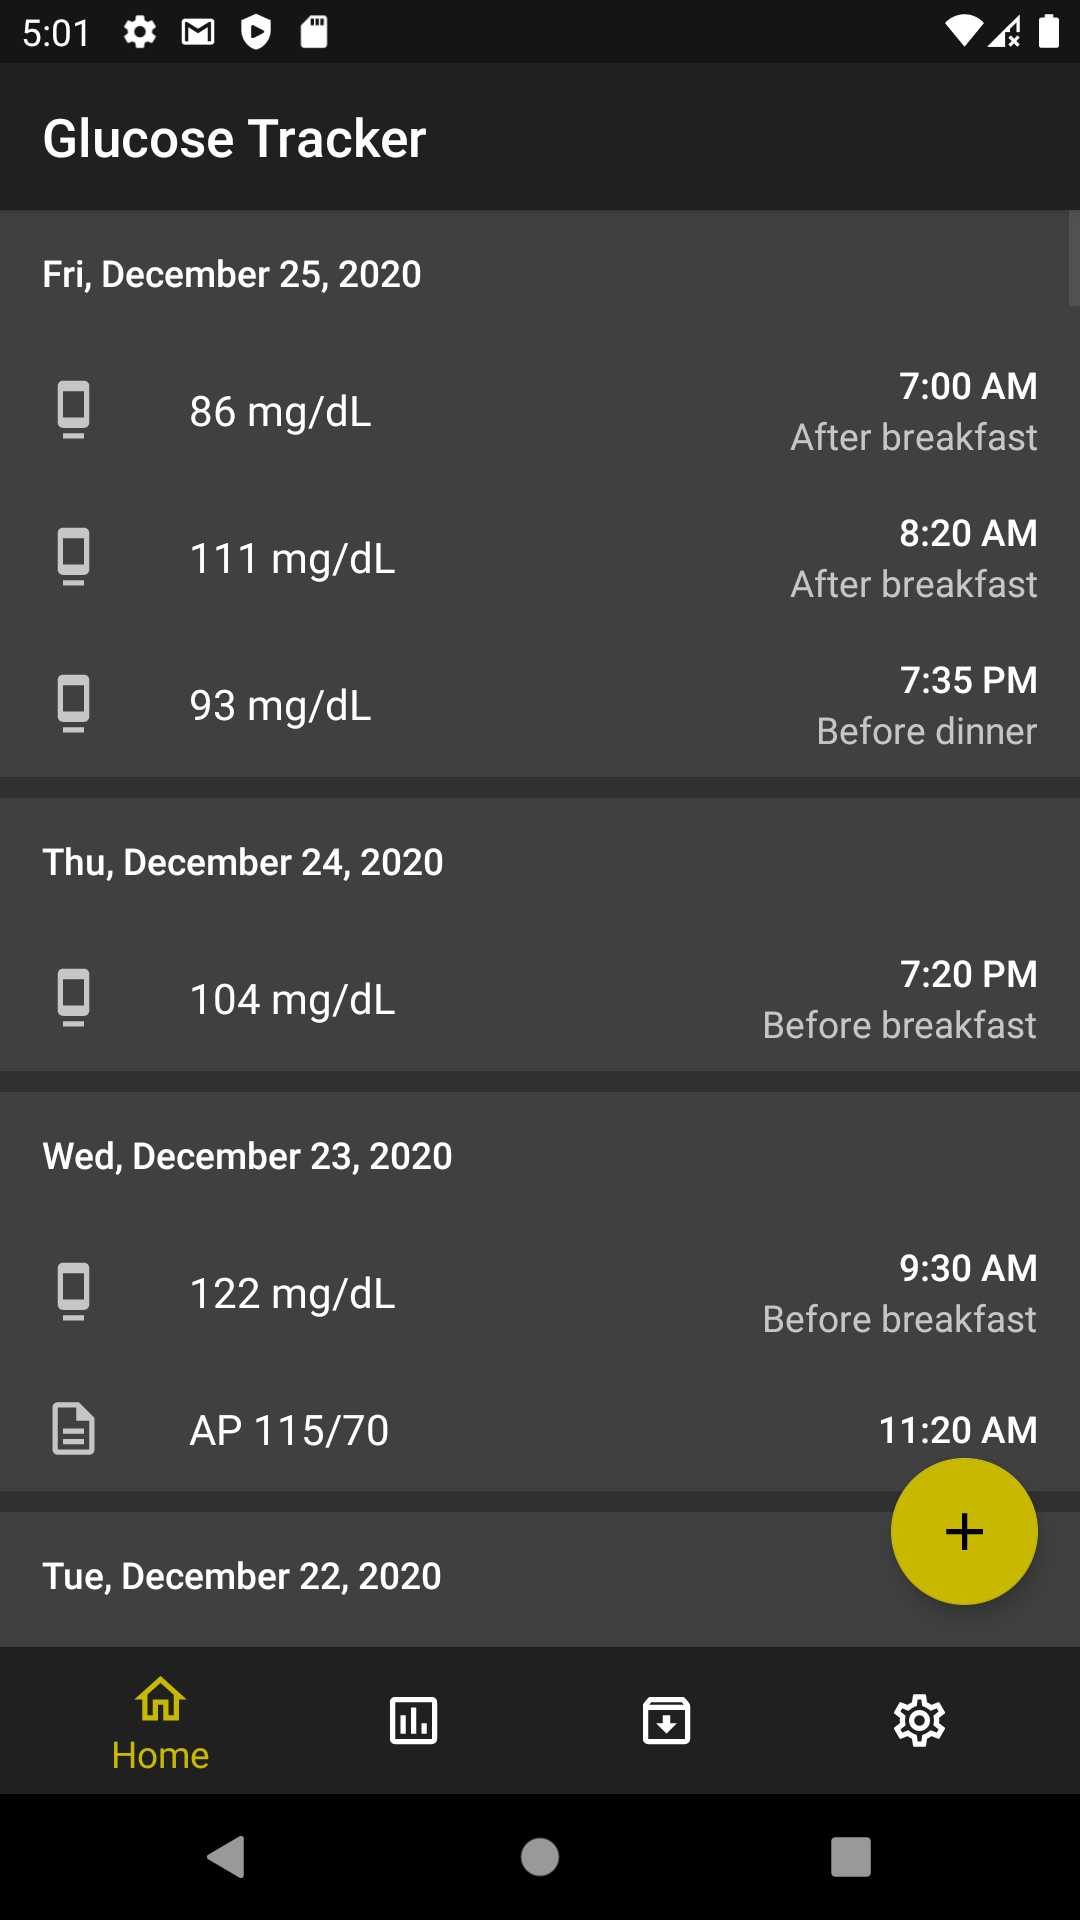 5:01
Glucose Tracker
Fri, December 25, 2020
86 mg/dL
7:00 AM
After breakfast
111 mg/dL
8:20 AM
After breakfast
93 mg/dL
7:35 PM
Before dinner
Thu, December 24, 2020
104 mg/dL
7:20 PM
Before breakfast
Wed, December 23, 2020
122 mg/dL
9:30 AM
Before breakfast
AP 115/70
11:20 AM
Tue, December 22, 2020
Home